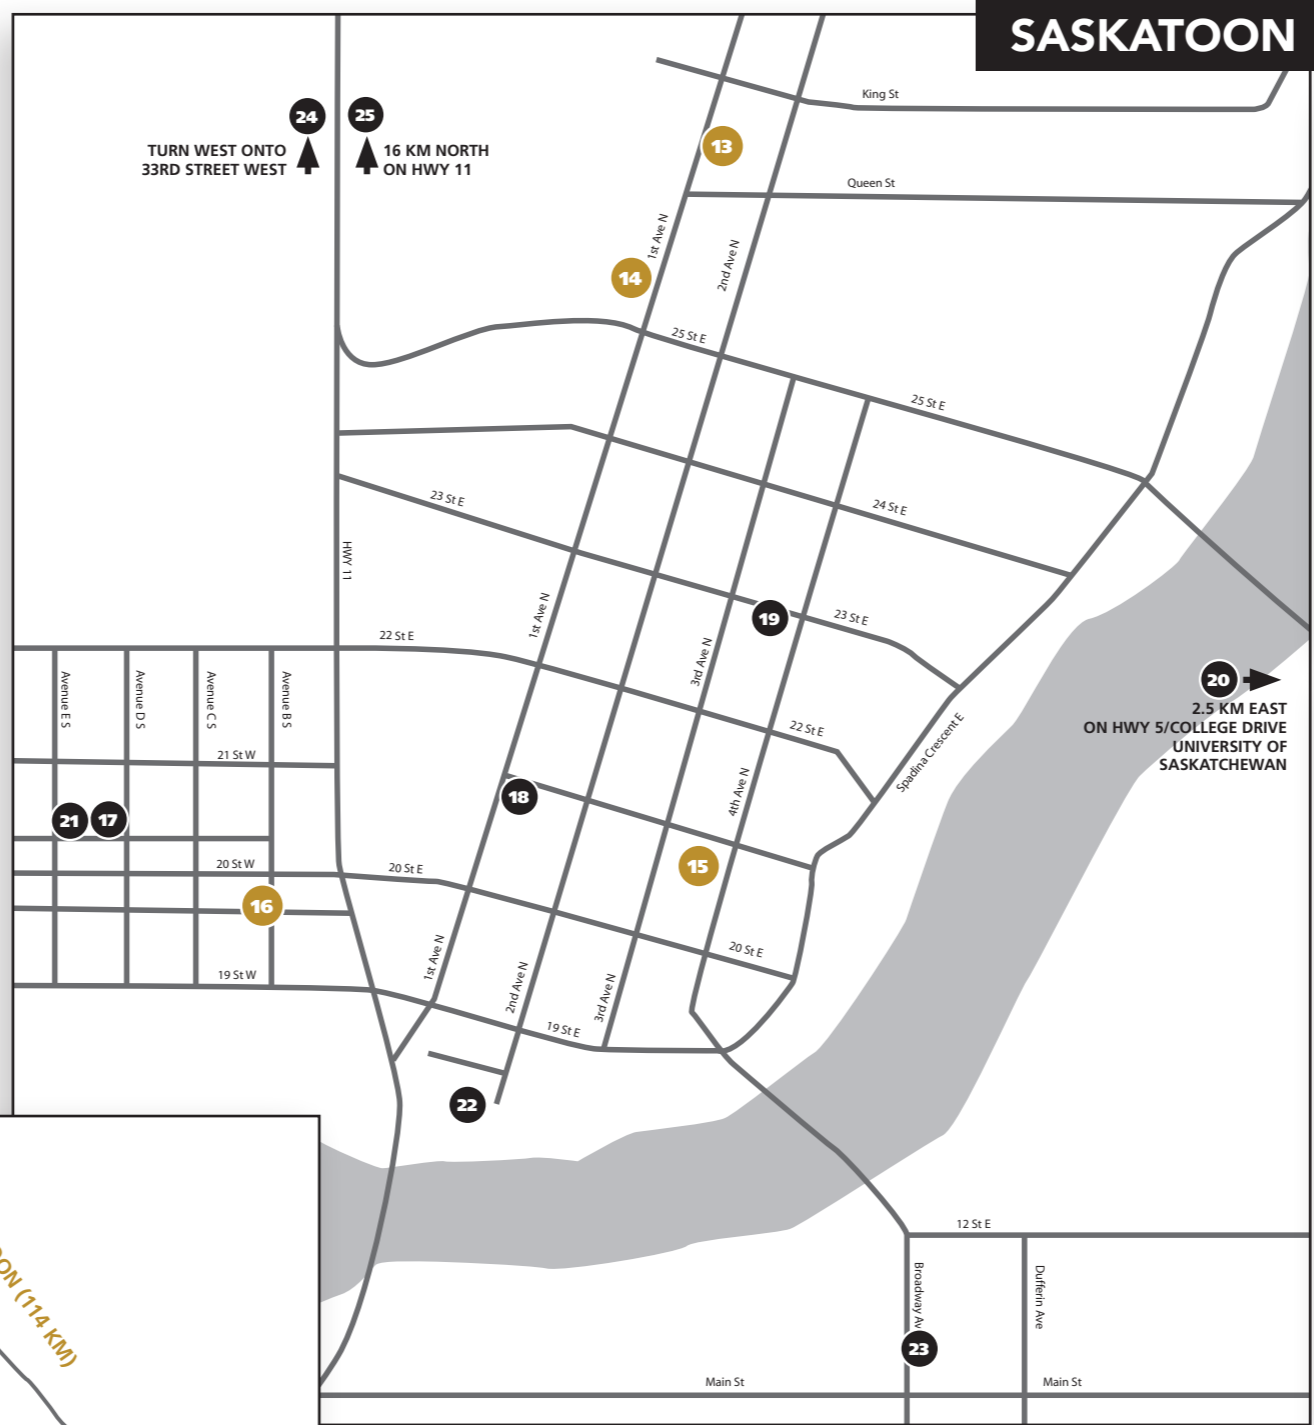 SASKATOON
King St
24
25
TURN WEST ONTO
33RD STREET WEST
16 KM NORTH
ON HWY 11
13
Queen St
1st Ave N
2nd Ave N
14
25 St E
25 St E
23 St E
24 St E
HWY 11
1st Ave N
19
23 St E
22 St E
3rd Ave N
20
2.5 KM EAST
ON HWY 5/COLLEGE DRIVE
UNIVERSITY OF
SASKATCHEWAN
Avenue E S
Avenue D S
Avenue C S
Avenue B S
22 St E
Spadina Crescent E
21 St W
18
4th Ave N
21
17
15
20 St W
20 St E
16
20 St E
1st Ave N
2nd Ave N
3rd Ave N
19 St W
19 St E
22
12 St E
Broadway Av
Dufferin Ave
ON (114 KM)
23
Main St
Main St